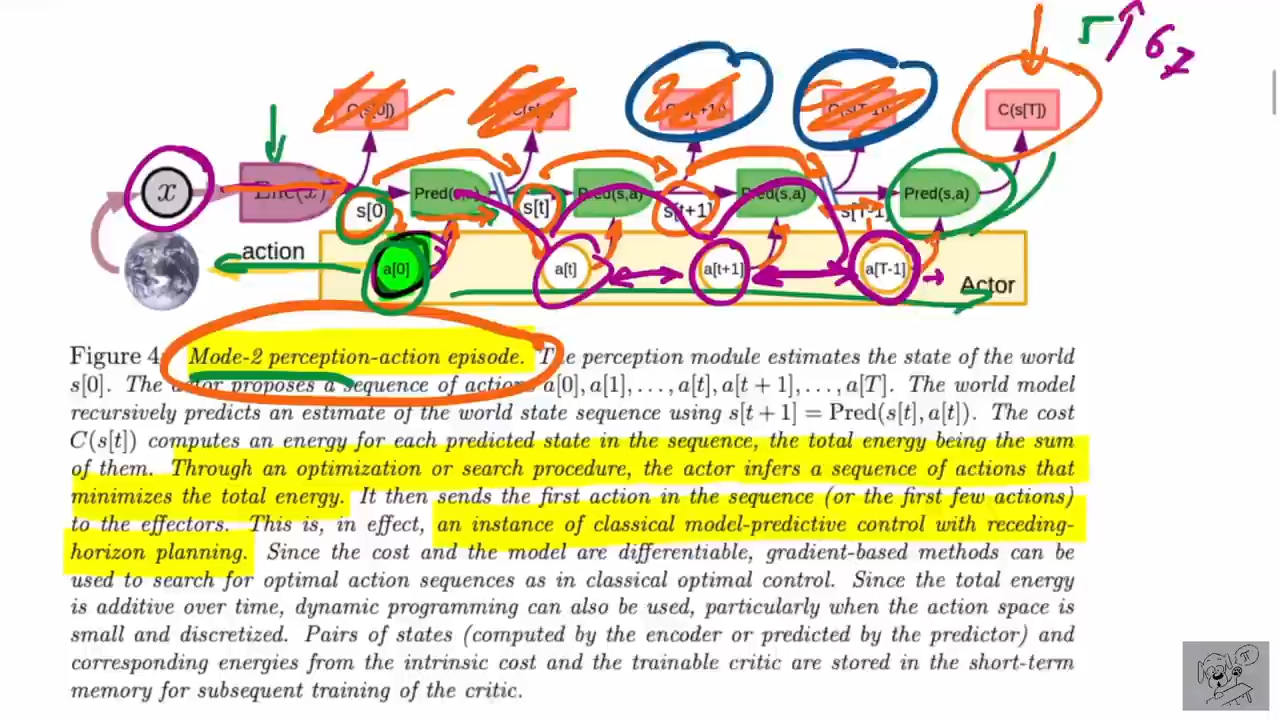 5 6 7
C(s[0]) C(s[T])
x Enc(x) s[0] Pred(s,a) s[t] Pred(s,a) s[t+1] Pred(s,a) s[T-1] Pred(s,a)
action a[0] a[t] a[t+1] a[T-1]
Actor
Figure 4: Mode-2 perception-action episode. The perception module estimates the state of the world
s[0]. The actor proposes a sequence of actions a[0], a[1], . . . , a[t], a[t + 1], . . . , a[T]. The world model
recursively predicts an estimate of the world state sequence using s[t + 1] = Pred(s[t], a[t]). The cost
C(s[t]) computes an energy for each predicted state in the sequence, the total energy being the sum
of them. Through an optimization or search procedure, the actor infers a sequence of actions that
minimizes the total energy. It then sends the first action in the sequence (or the first few actions)
to the effectors. This is, in effect, an instance of classical model-predictive control with receding-
horizon planning. Since the cost and the model are differentiable, gradient-based methods can be
used to search for optimal action sequences as in classical optimal control. Since the total energy
is additive over time, dynamic programming can also be used, particularly when the action space is
small and discretized. Pairs of states (computed by the encoder or predicted by the predictor) and
corresponding energies from the intrinsic cost and the trainable critic are stored in the short-term
memory for subsequent training of the critic.
π